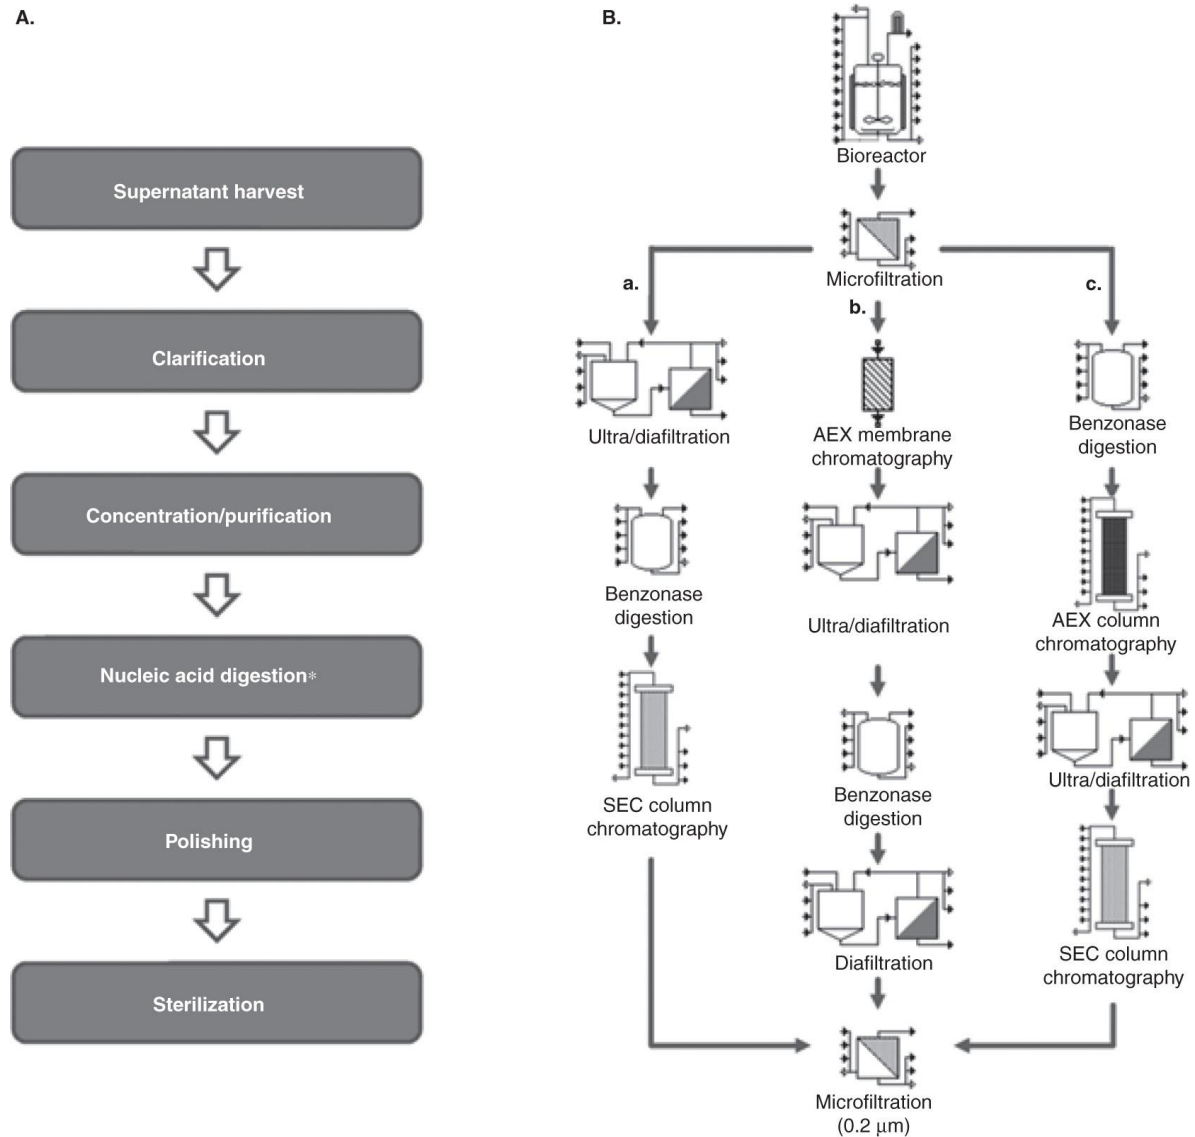 A.
Supernatant harvest
Clarification
Concentration/purification
Nucleic acid digestion*
Polishing
Sterilization
B.
Bioreactor
Microfiltration
a.
Ultra/diafiltration
Benzonase
digestion
SEC column
chromatography
b.
AEX membrane
chromatography
Ultra/diafiltration
Benzonase
digestion
Diafiltration
c.
Benzonase
digestion
AEX column
chromatography
Ultra/diafiltration
SEC column
chromatography
Microfiltration
(0.2 μm)